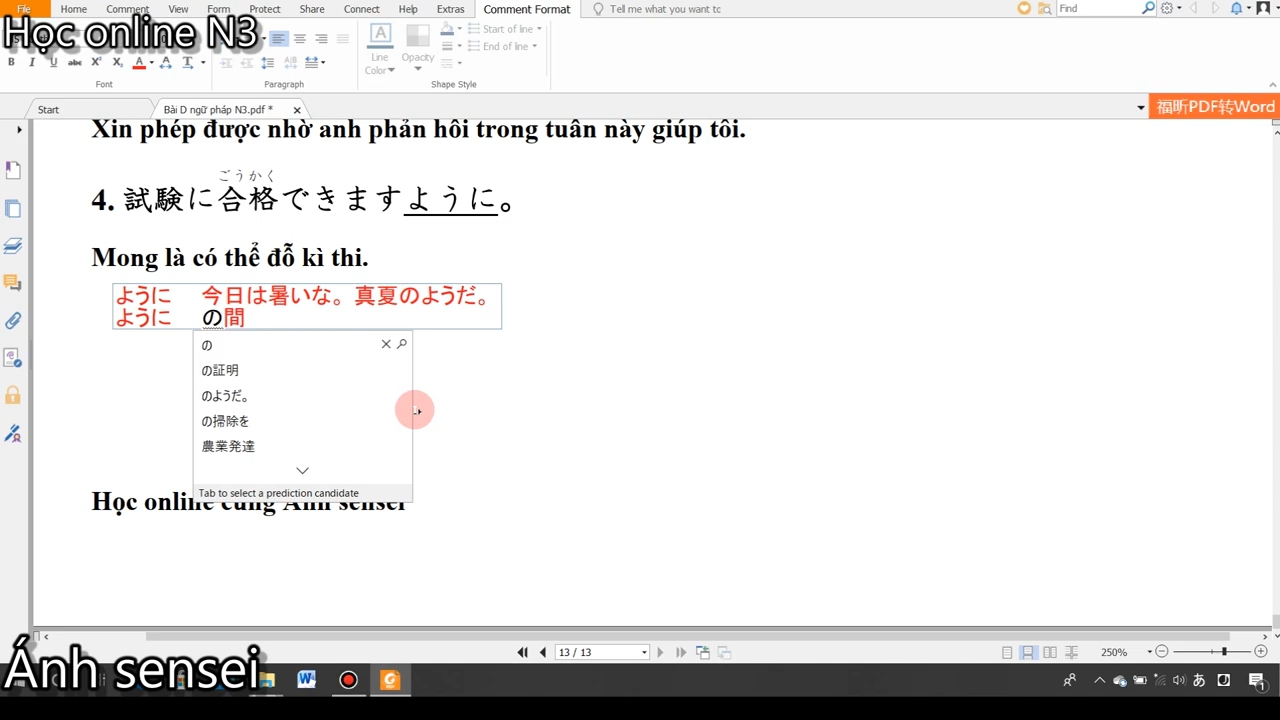 File Home Comment View Form Protect Share Connect Help Extras Comment Format Tell me what you want tc Find
Học online N3
Line Color
Opacity
Start of line
End of line
Font Paragraph Shape Style
Start Bài D ngữ pháp N3.pdf * 福昕PDF转Word
Xin phép được nhờ anh phản hồi trong tuần này giúp tôi.
ごうかく
4. 試験に合格できますように。
Mong là có thể đỗ kì thi.
ように 今日は暑いな。真夏のようだ。
ように の間
の
の証明
のようだ。
の掃除を
農業発達
Tab to select a prediction candidate
Học online cùng Ánh sensei
13 / 13 250%
Ánh sensei
あ